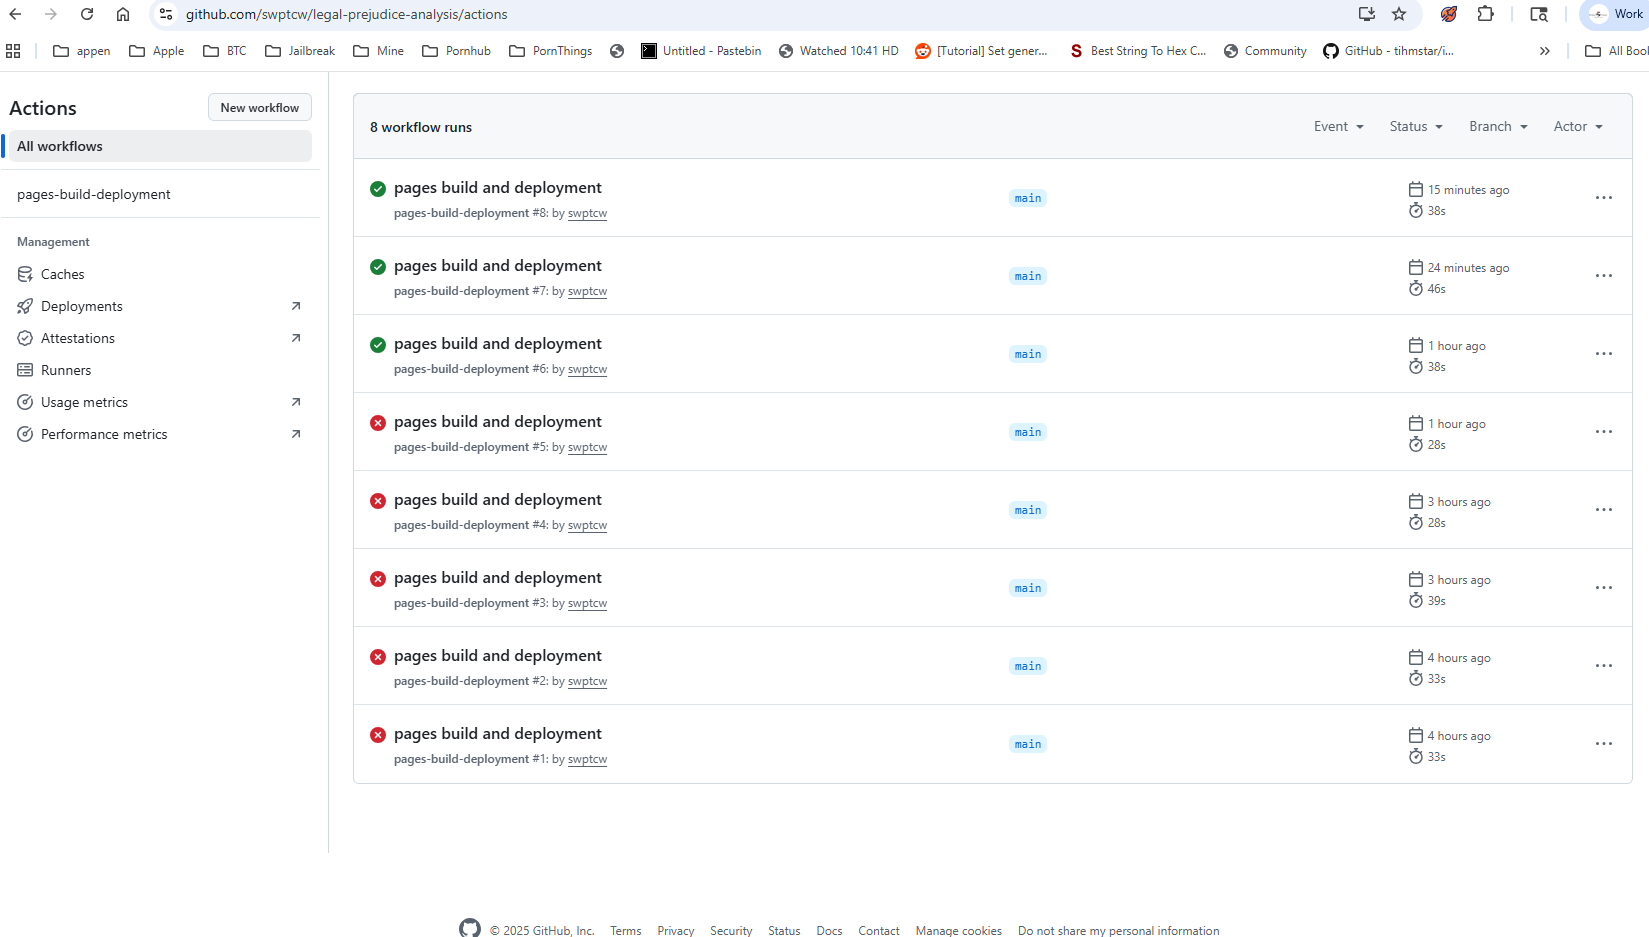 github.com/swptcw/legal-prejudice-analysis/actions
Work
appen
Apple
BTC
Jailbreak
Mine
Pornhub
PornThings
Untitled - Pastebin
Watched 10:41 HD
[Tutorial] Set gener...
S Best String To Hex C...
Community
GitHub - tihmstar/i...
»
All Boo
Actions
New workflow
All workflows
pages-build-deployment
Management
Caches
Deployments
Attestations
Runners
Usage metrics
Performance metrics
8 workflow runs
Event
Status
Branch
Actor
pages build and deployment
pages-build-deployment #8: by swptcw
main
15 minutes ago
38s
pages build and deployment
pages-build-deployment #7: by swptcw
main
24 minutes ago
46s
pages build and deployment
pages-build-deployment #6: by swptcw
main
1 hour ago
38s
pages build and deployment
pages-build-deployment #5: by swptcw
main
1 hour ago
28s
pages build and deployment
pages-build-deployment #4: by swptcw
main
3 hours ago
28s
pages build and deployment
pages-build-deployment #3: by swptcw
main
3 hours ago
39s
pages build and deployment
pages-build-deployment #2: by swptcw
main
4 hours ago
33s
pages build and deployment
pages-build-deployment #1: by swptcw
main
4 hours ago
33s
© 2025 GitHub, Inc.
Terms
Privacy
Security
Status
Docs
Contact
Manage cookies
Do not share my personal information